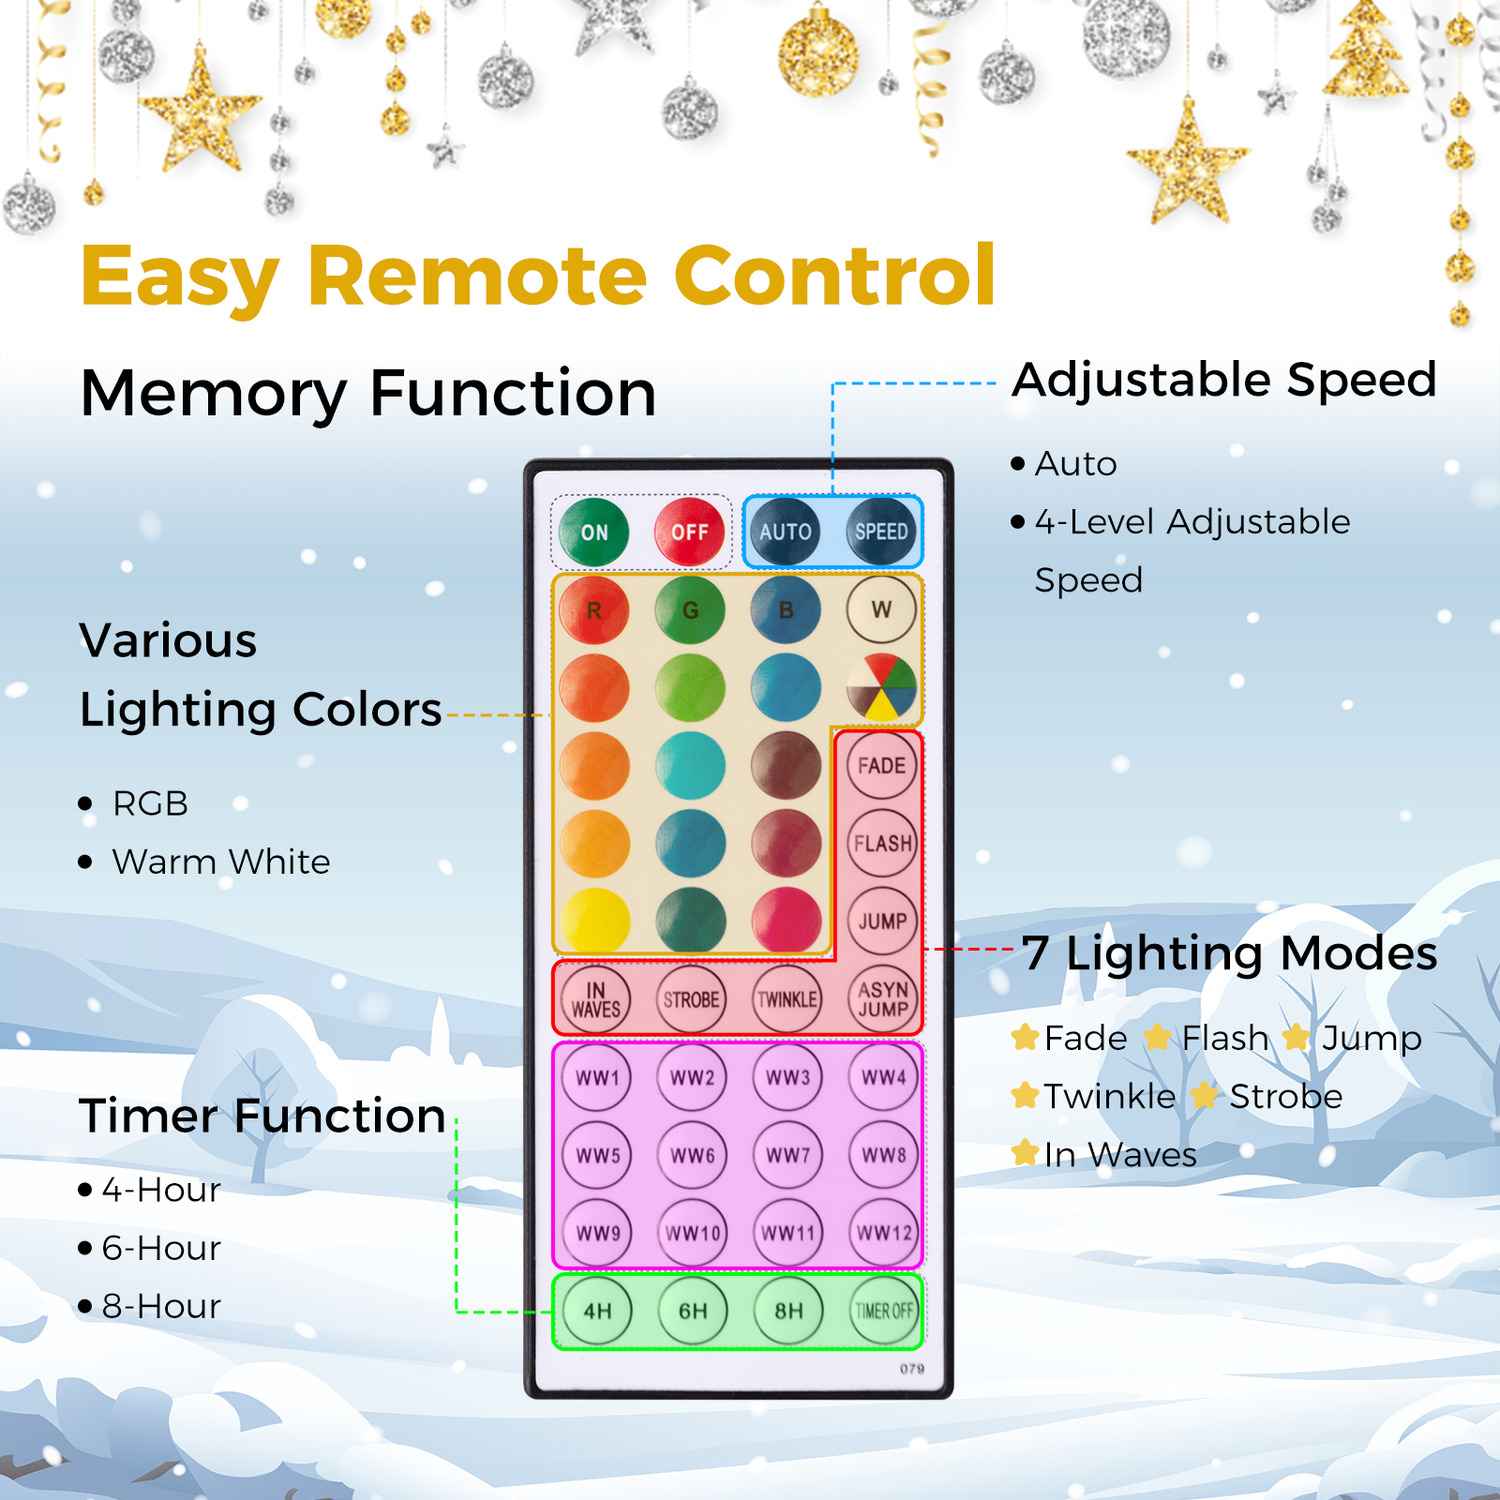 Easy Remote Control
Memory Function
Adjustable Speed
Auto
4-Level Adjustable
Speed
Various
Lighting Colors
RGB
Warm White
7 Lighting Modes
Fade Flash Jump
Twinkle Strobe
In Waves
Timer Function
4-Hour
6-Hour
8-Hour
ON OFF AUTO SPEED
R G B W
FADE
FLASH
JUMP
IN
WAVES
STROBE
TWINKLE
ASYN
JUMP
WW1 WW2 WW3 WW4
WW5 WW6 WW7 WW8
WW9 WW10 WW11 WW12
4H 6H 8H TIMER OFF
079